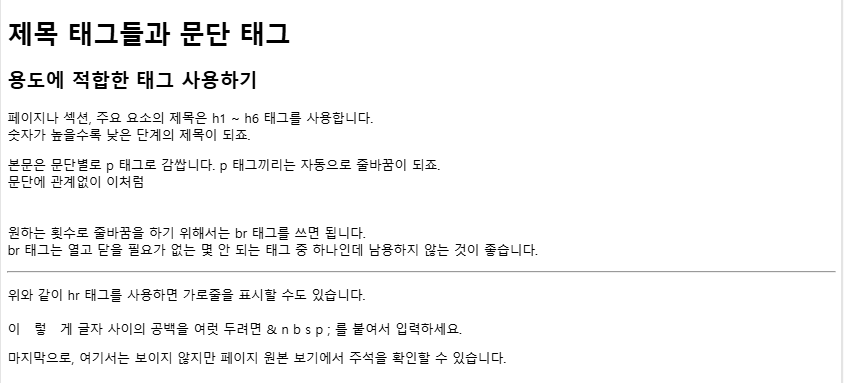 제목 태그들과 문단 태그
용도에 적합한 태그 사용하기
페이지나 섹션, 주요 요소의 제목은 h1 ~ h6 태그를 사용합니다.
숫자가 높을수록 낮은 단계의 제목이 되죠.
본문은 문단별로 p 태그로 감쌉니다. p 태그끼리는 자동으로 줄바꿈이 되죠.
문단에 관계없이 이처럼
원하는 횟수로 줄바꿈을 하기 위해서는 br 태그를 쓰면 됩니다.
br 태그는 열고 닫을 필요가 없는 몇 안 되는 태그 중 하나인데 남용하지 않는 것이 좋습니다.
위와 같이 hr 태그를 사용하면 가로줄을 표시할 수도 있습니다.
이   렇   게 글자 사이의 공백을 여럿 두려면 & n b s p ; 를 붙여서 입력하세요.
마지막으로, 여기서는 보이지 않지만 페이지 원본 보기에서 주석을 확인할 수 있습니다.